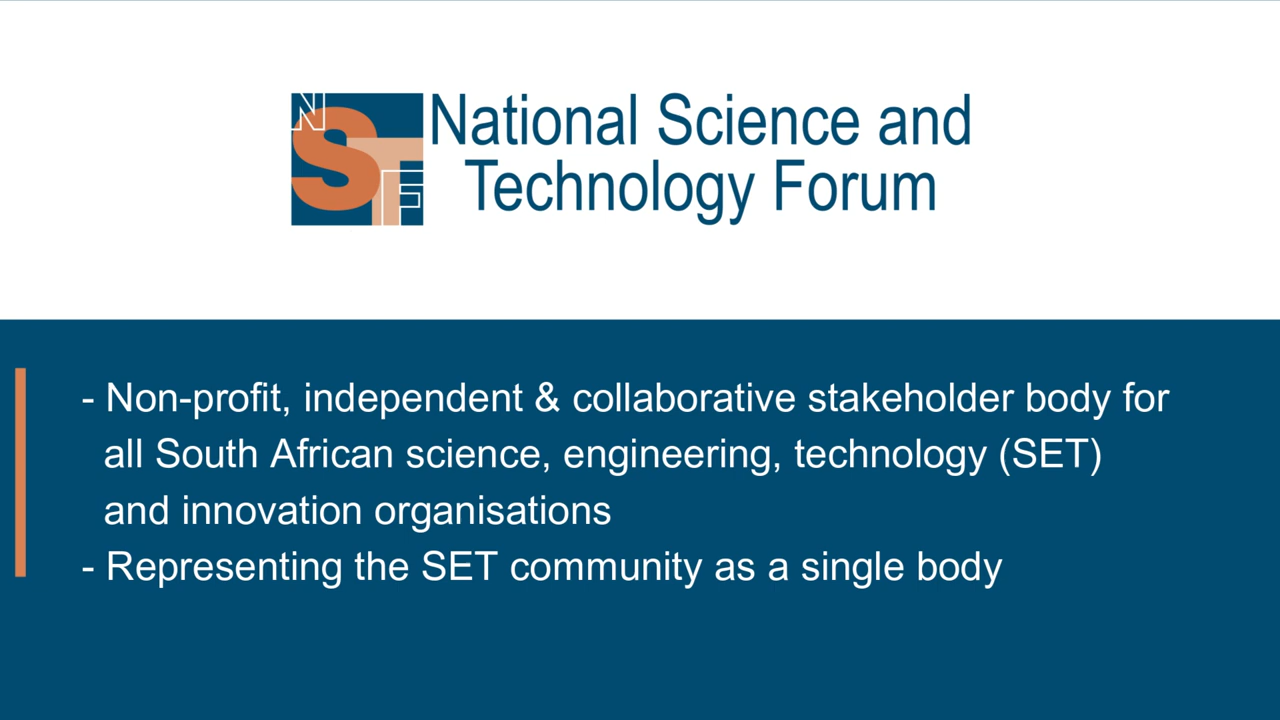 NSTF
National Science and
Technology Forum
- Non-profit, independent & collaborative stakeholder body for
all South African science, engineering, technology (SET)
and innovation organisations
- Representing the SET community as a single body